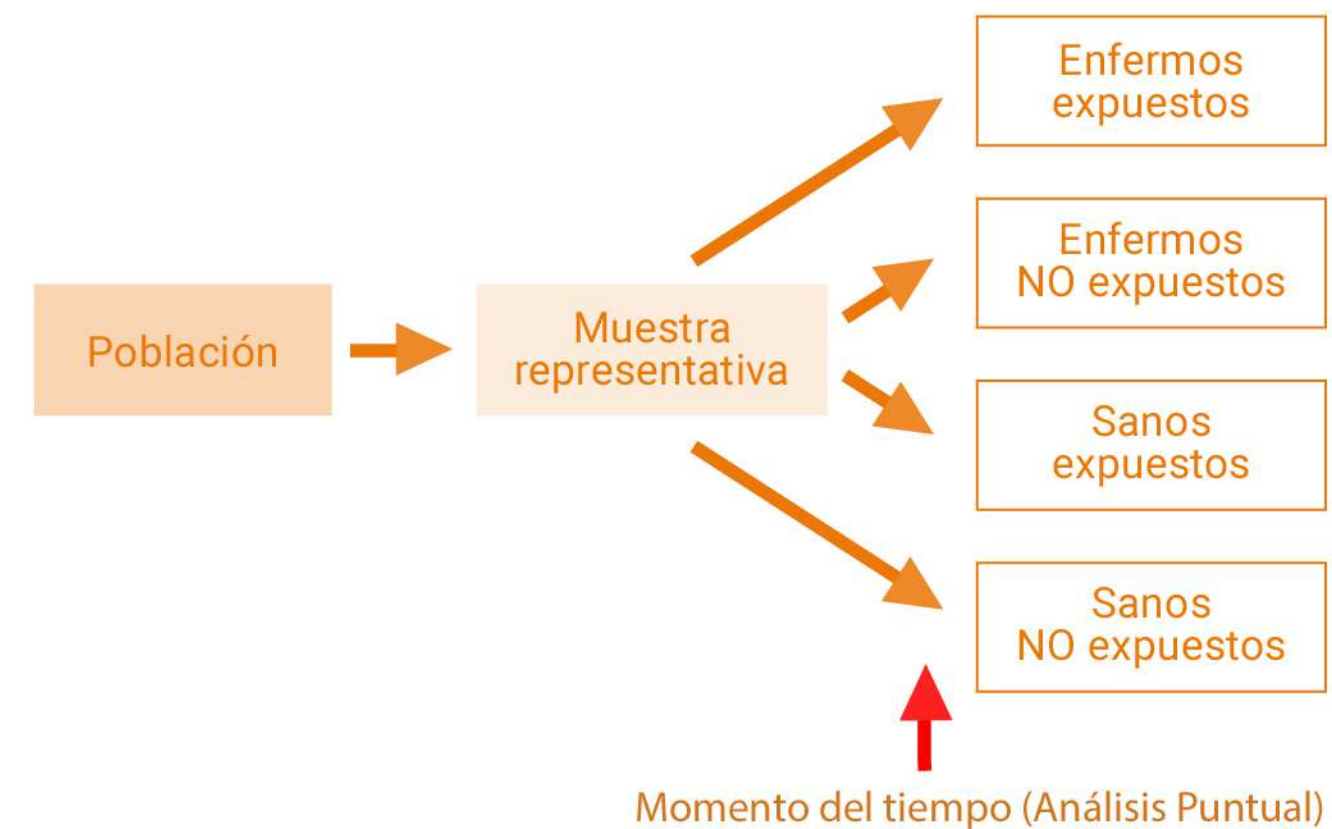 Población
Muestra
representativa
Enfermos
expuestos
Enfermos
NO expuestos
Sanos
expuestos
Sanos
NO expuestos
Momento del tiempo (Análisis Puntual)